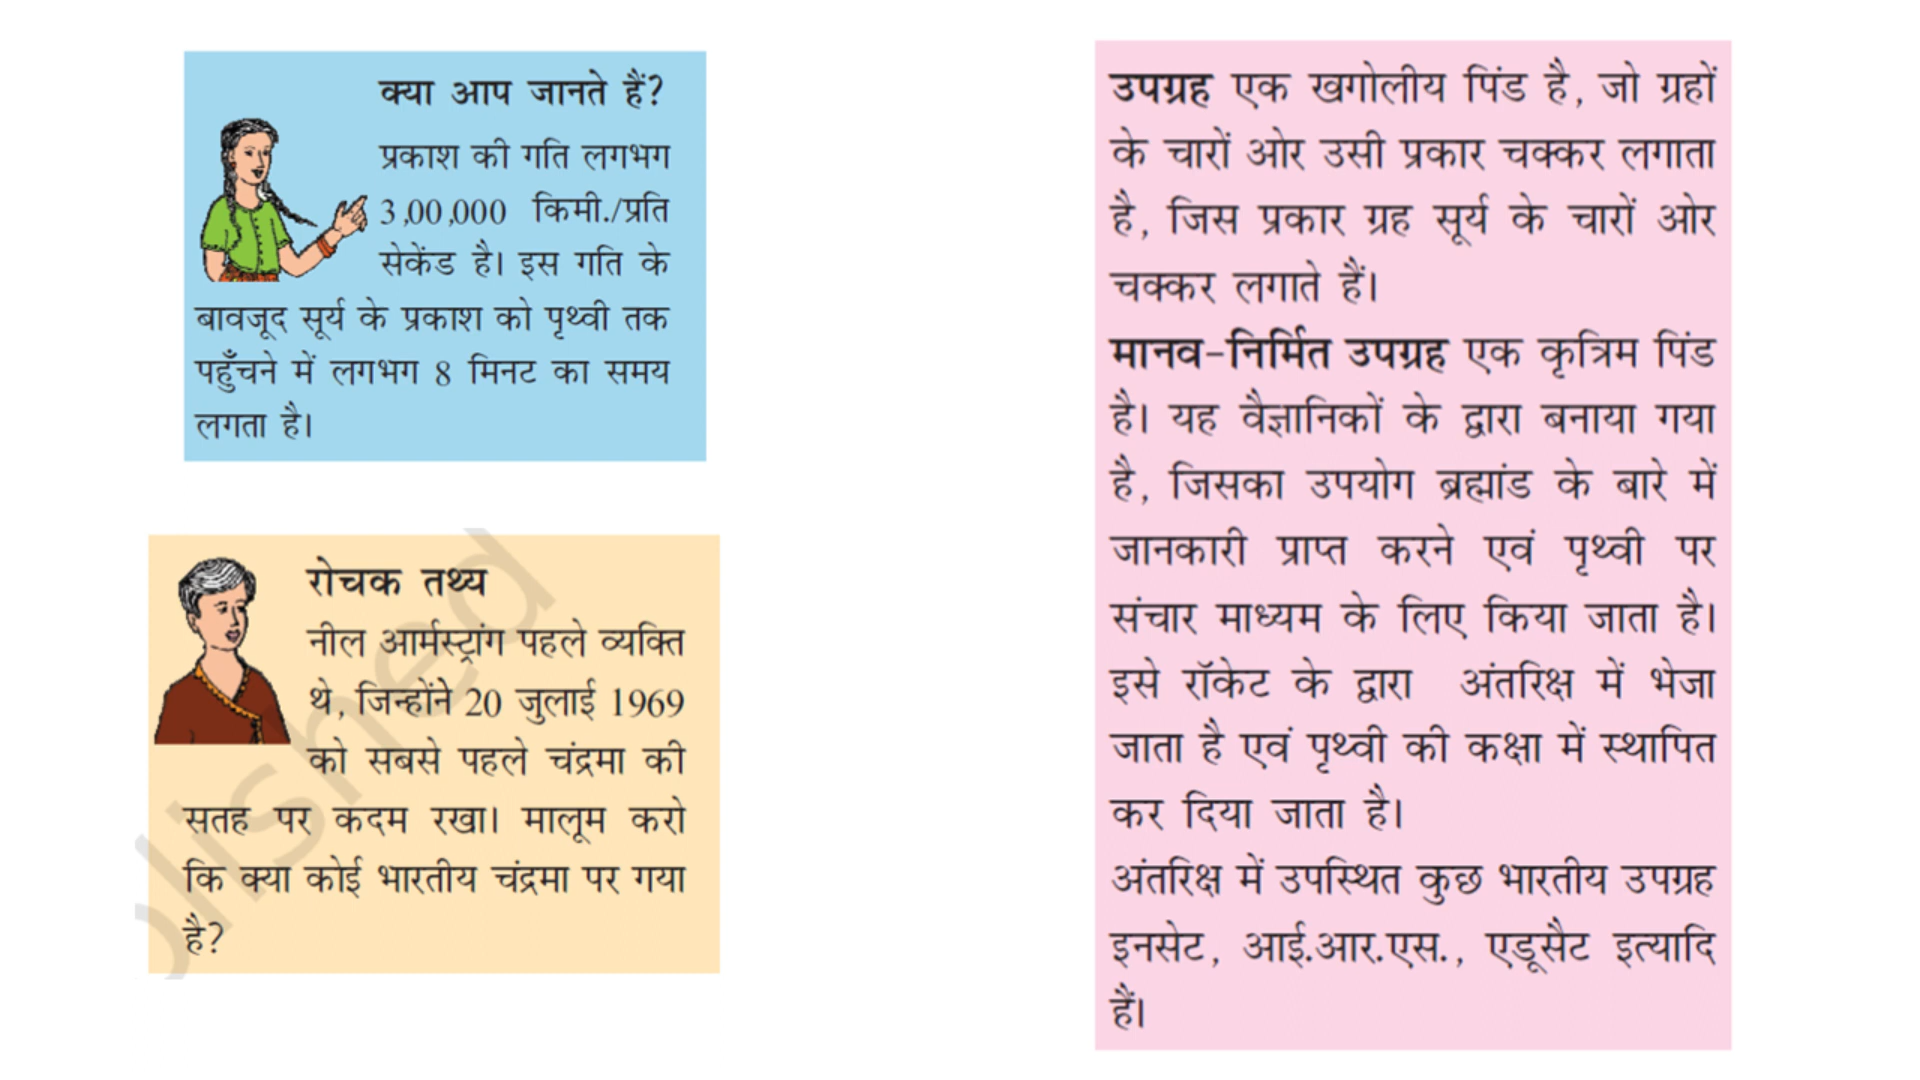 क्या आप जानते हैं?
प्रकाश की गति लगभग
3,00,000 किमी./प्रति
सेकेंड है। इस गति के
बावजूद सूर्य के प्रकाश को पृथ्वी तक
पहुँचने में लगभग 8 मिनट का समय
लगता है।
रोचक तथ्य
नील आर्मस्ट्रांग पहले व्यक्ति
थे, जिन्होंने 20 जुलाई 1969
को सबसे पहले चंद्रमा की
सतह पर कदम रखा। मालूम करो
कि क्या कोई भारतीय चंद्रमा पर गया
है?
उपग्रह एक खगोलीय पिंड है, जो ग्रहों
के चारों ओर उसी प्रकार चक्कर लगाता
है, जिस प्रकार ग्रह सूर्य के चारों ओर
चक्कर लगाते हैं।
मानव-निर्मित उपग्रह एक कृत्रिम पिंड
है। यह वैज्ञानिकों के द्वारा बनाया गया
है, जिसका उपयोग ब्रह्मांड के बारे में
जानकारी प्राप्त करने एवं पृथ्वी पर
संचार माध्यम के लिए किया जाता है।
इसे रॉकेट के द्वारा अंतरिक्ष में भेजा
जाता है एवं पृथ्वी की कक्षा में स्थापित
कर दिया जाता है।
अंतरिक्ष में उपस्थित कुछ भारतीय उपग्रह
इनसेट, आई.आर.एस., एडूसैट इत्यादि
हैं।